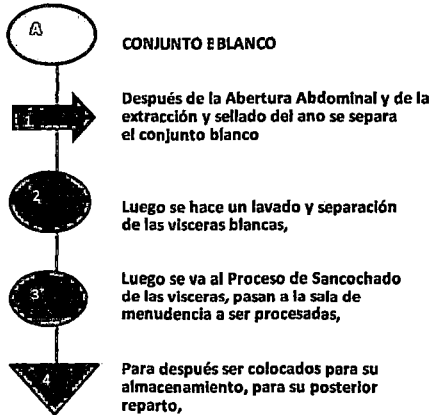 A
CONJUNTO EBLANCO
1
Después de la Abertura Abdominal y de la
extracción y sellado del ano se separa
el conjunto blanco
2
Luego se hace un lavado y separación
de las visceras blancas,
3
Luego se va al Proceso de Sancochado
de las visceras, pasan a la sala de
menudencia a ser procesadas,
4
Para después ser colocados para su
almacenamiento, para su posterior
reparto,